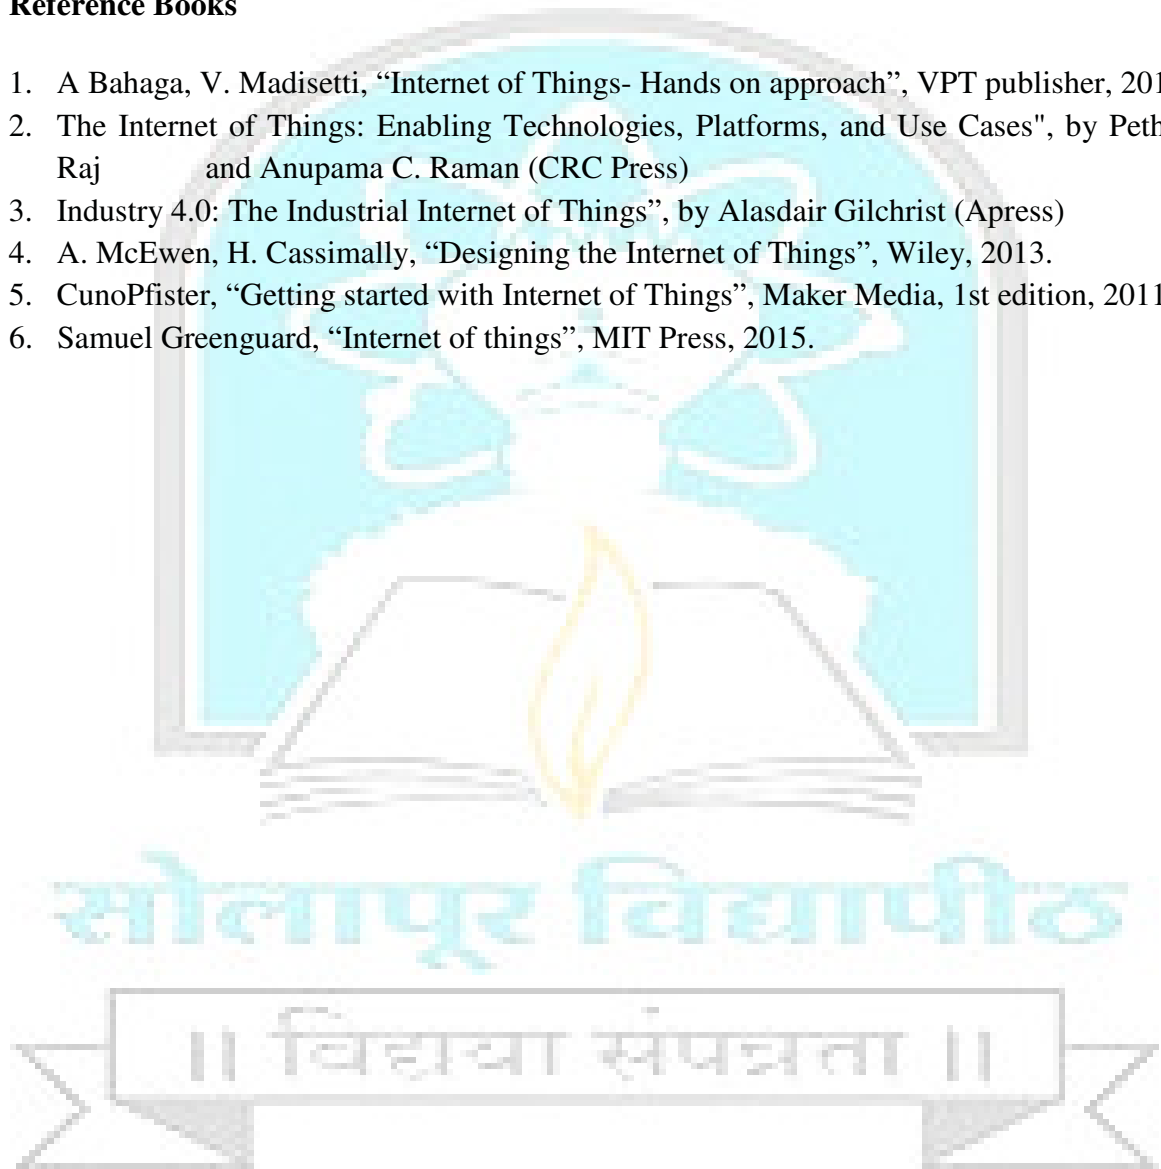 Reference Books
1. A Bahaga, V. Madisetti, “Internet of Things- Hands on approach”, VPT publisher, 201
2. The Internet of Things: Enabling Technologies, Platforms, and Use Cases", by Peth
Raj and Anupama C. Raman (CRC Press)
3. Industry 4.0: The Industrial Internet of Things”, by Alasdair Gilchrist (Apress)
4. A. McEwen, H. Cassimally, “Designing the Internet of Things”, Wiley, 2013.
5. CunoPfister, “Getting started with Internet of Things”, Maker Media, 1st edition, 2011
6. Samuel Greenguard, “Internet of things”, MIT Press, 2015.
सोलापूर विद्यापीठ
॥ विद्यया संपन्नता ॥